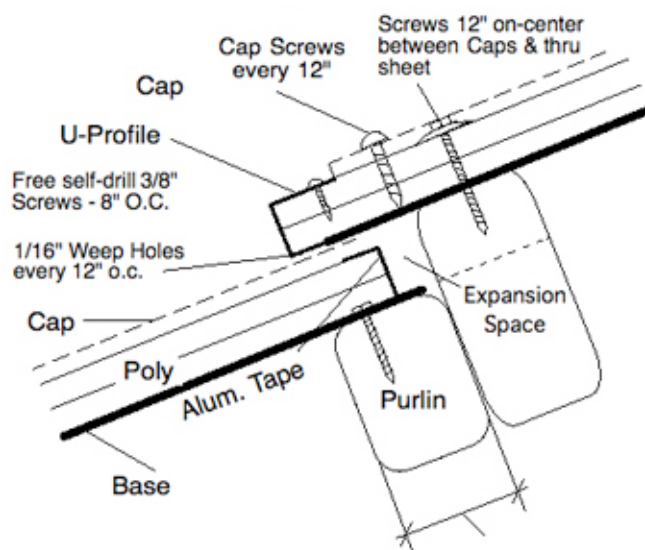 Screws 12" on-center
between Caps & thru
sheet
Cap Screws
every 12"
Cap
U-Profile
Free self-drill 3/8"
Screws - 8" O.C.
1/16" Weep Holes
every 12" o.c.
Cap
Expansion
Space
Poly
Alum. Tape
Purlin
Base